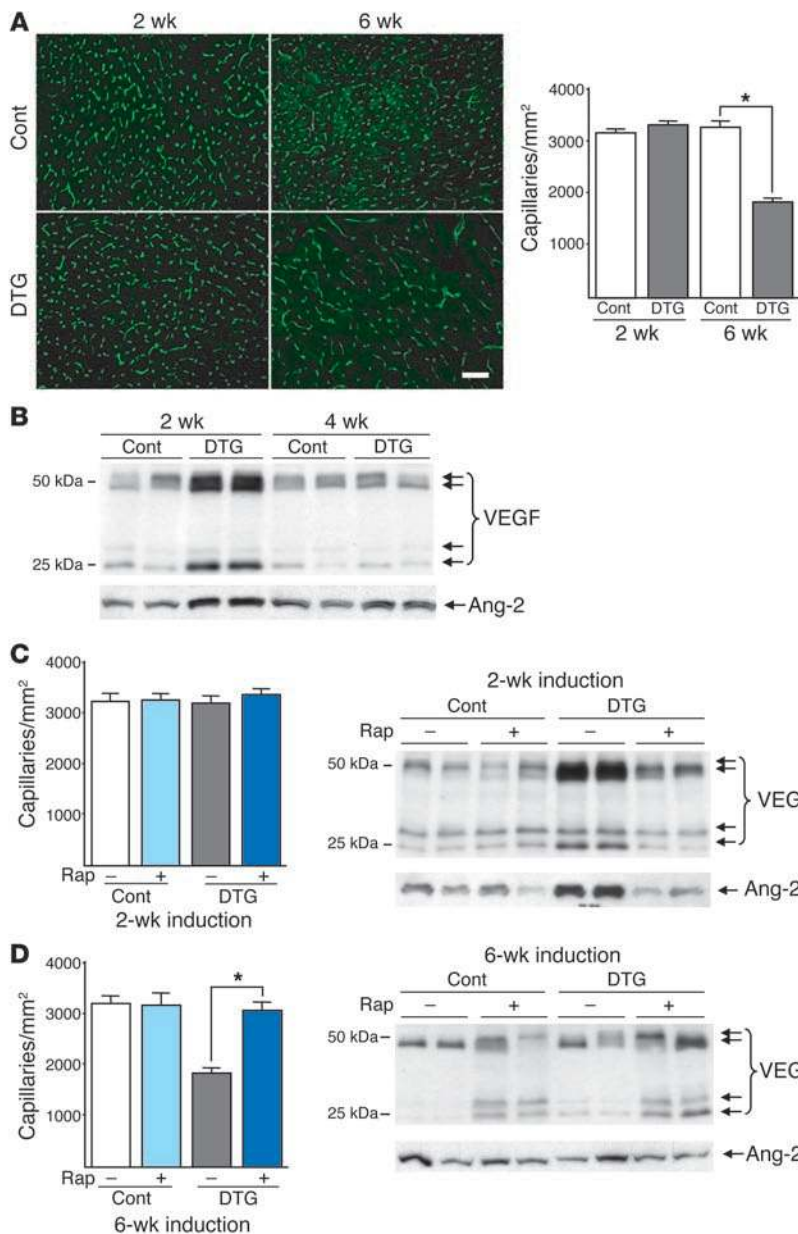 A
2 wk
6 wk
Cont
DTG
Capillaries/mm²
4000
3000
2000
1000
*
Cont DTG Cont DTG
2 wk 6 wk
B
2 wk 4 wk
Cont DTG Cont DTG
50 kDa
25 kDa
VEGF
Ang-2
C
Capillaries/mm²
4000
3000
2000
1000
Rap – + – +
Cont DTG
2-wk induction
2-wk induction
Cont DTG
Rap – + – +
50 kDa
25 kDa
VEG
Ang-2
D
Capillaries/mm²
4000
3000
2000
1000
*
Rap – + – +
Cont DTG
6-wk induction
6-wk induction
Cont DTG
Rap – + – +
50 kDa
25 kDa
VEG
Ang-2